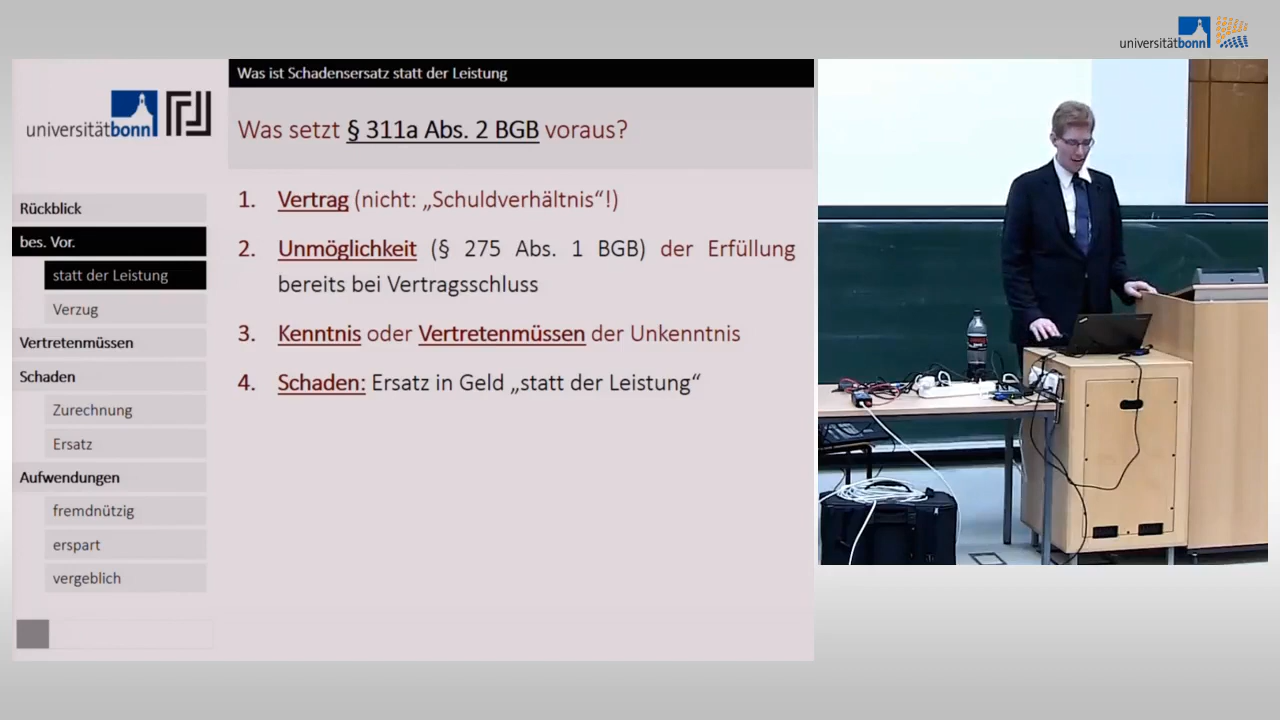 universitätbonn
Was ist Schadensersatz statt der Leistung
universitätbonn
Was setzt § 311a Abs. 2 BGB voraus?
Rückblick
bes. Vor.
statt der Leistung
Verzug
Vertretenmüssen
Schaden
Zurechnung
Ersatz
Aufwendungen
fremdnützig
erspart
vergeblich
1. Vertrag (nicht: „Schuldverhältnis“!)
2. Unmöglichkeit (§ 275 Abs. 1 BGB) der Erfüllung
bereits bei Vertragsschluss
3. Kenntnis oder Vertretenmüssen der Unkenntnis
4. Schaden: Ersatz in Geld „statt der Leistung“